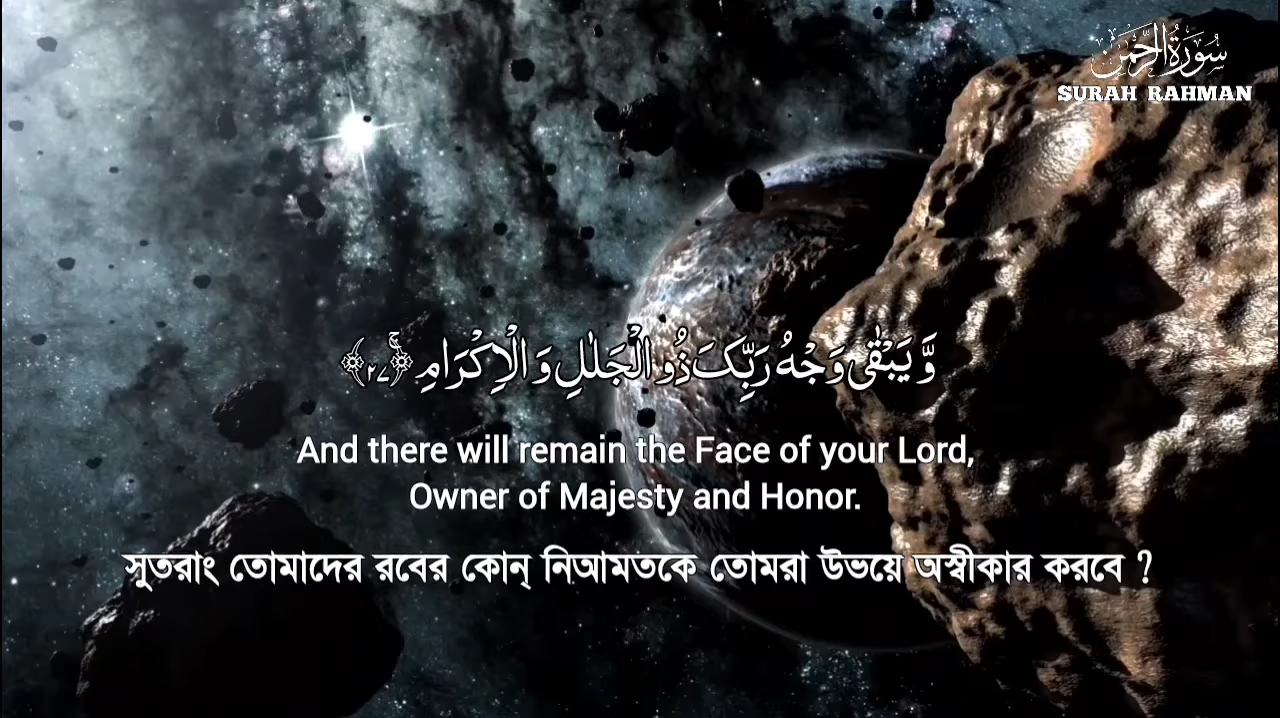 سُورَةُ الرَّحْمٰن
SURAH RAHMAN
وَّ يَبْقٰى وَجْهُ رَبِّكَ ذُو الْجَلٰلِ وَ الْاِكْرَامِ ۚ﴿۲۷﴾
And there will remain the Face of your Lord,
Owner of Majesty and Honor.
সুতরাং তোমাদের রবের কোন্ নিআমতকে তোমরা উভয়ে অস্বীকার করবে ?